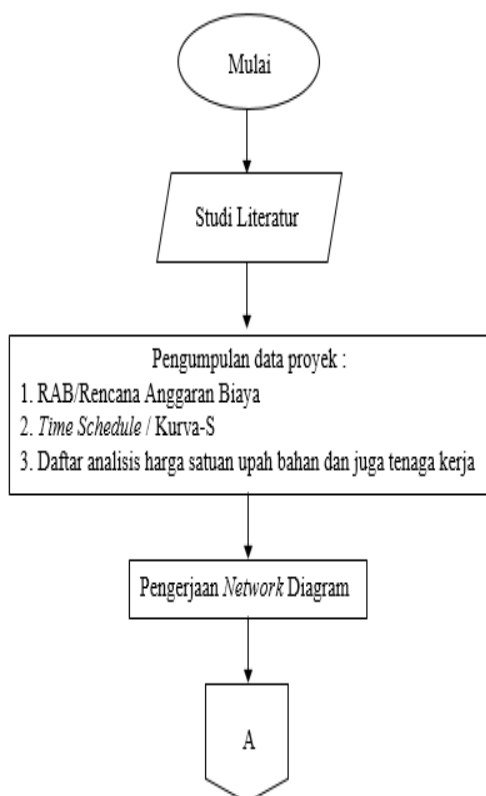 Mulai
Studi Literatur
Pengumpulan data proyek :
1. RAB/Rencana Anggaran Biaya
2. Time Schedule / Kurva-S
3. Daftar analisis harga satuan upah bahan dan juga tenaga kerja
Pengerjaan Network Diagram
A